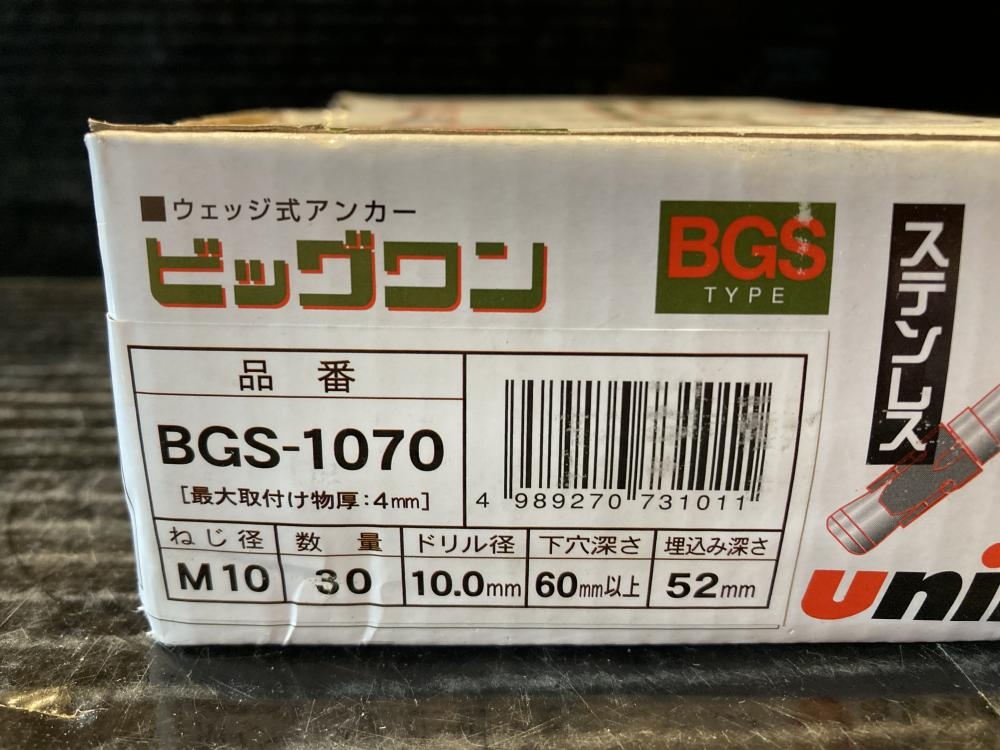 ■ウェッジ式アンカー
ビッグワン
BGS
TYPE
ステンレス
品番
BGS-1070
[最大取付け物厚:4mm]
4 989270 731011
ねじ径 数量 ドリル径 下穴深さ 埋込み深さ
M10 30 10.0mm 60mm以上 52mm
uni